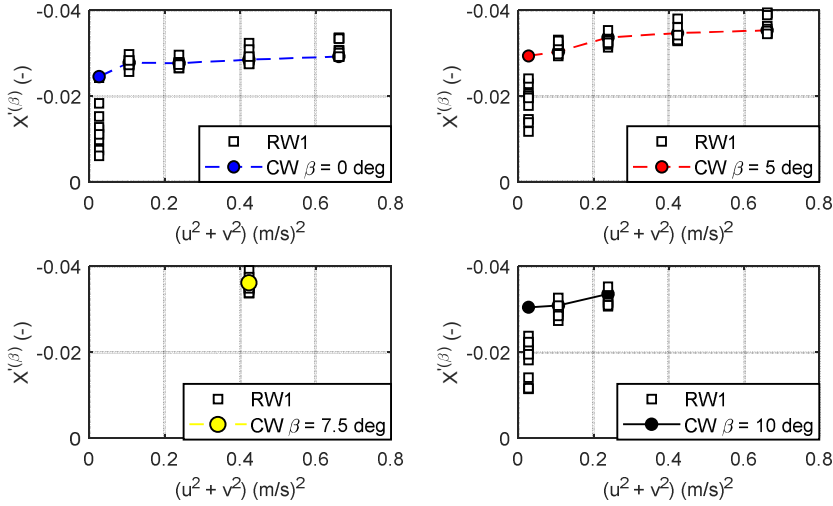 -0.04
-0.02
0
X'(β) (-)
RW1
CW β = 0 deg
0 0.2 0.4 0.6 0.8
(u² + v²) (m/s)²
-0.04
-0.02
0
X'(β) (-)
RW1
CW β = 5 deg
0 0.2 0.4 0.6 0.8
(u² + v²) (m/s)²
-0.04
-0.02
0
X'(β) (-)
RW1
CW β = 7.5 deg
0 0.2 0.4 0.6 0.8
(u² + v²) (m/s)²
-0.04
-0.02
0
X'(β) (-)
RW1
CW β = 10 deg
0 0.2 0.4 0.6 0.8
(u² + v²) (m/s)²